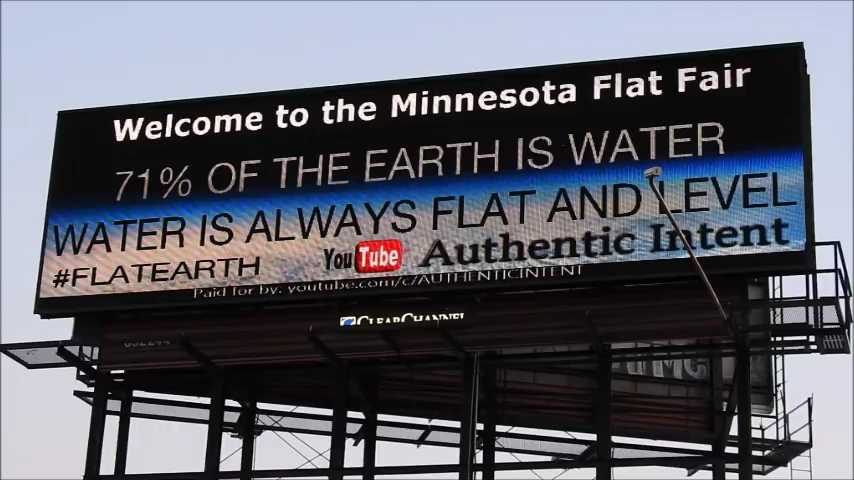 Welcome to the Minnesota Flat Fair
71% OF THE EARTH IS WATER
WATER IS ALWAYS FLAT AND LEVEL
#FLATEARTH YouTube Authentic Intent
Paid for by: youtube.com/c/AUTHENTICINTENT
CLEARCHANNEL